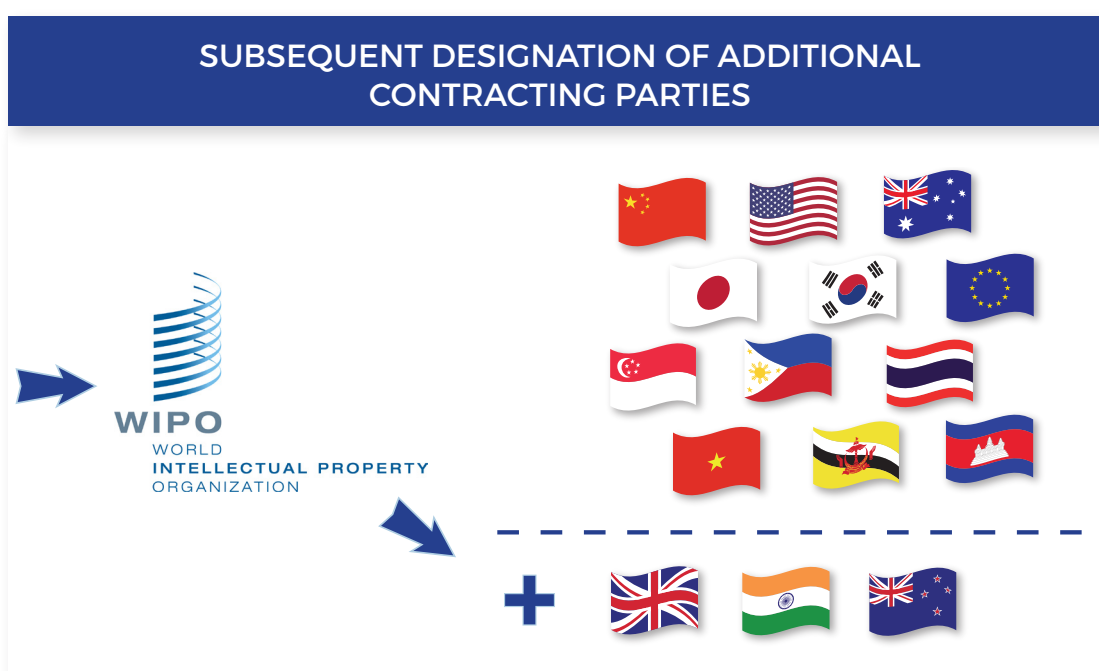 SUBSEQUENT DESIGNATION OF ADDITIONAL
CONTRACTING PARTIES
WIPO
WORLD
INTELLECTUAL PROPERTY
ORGANIZATION